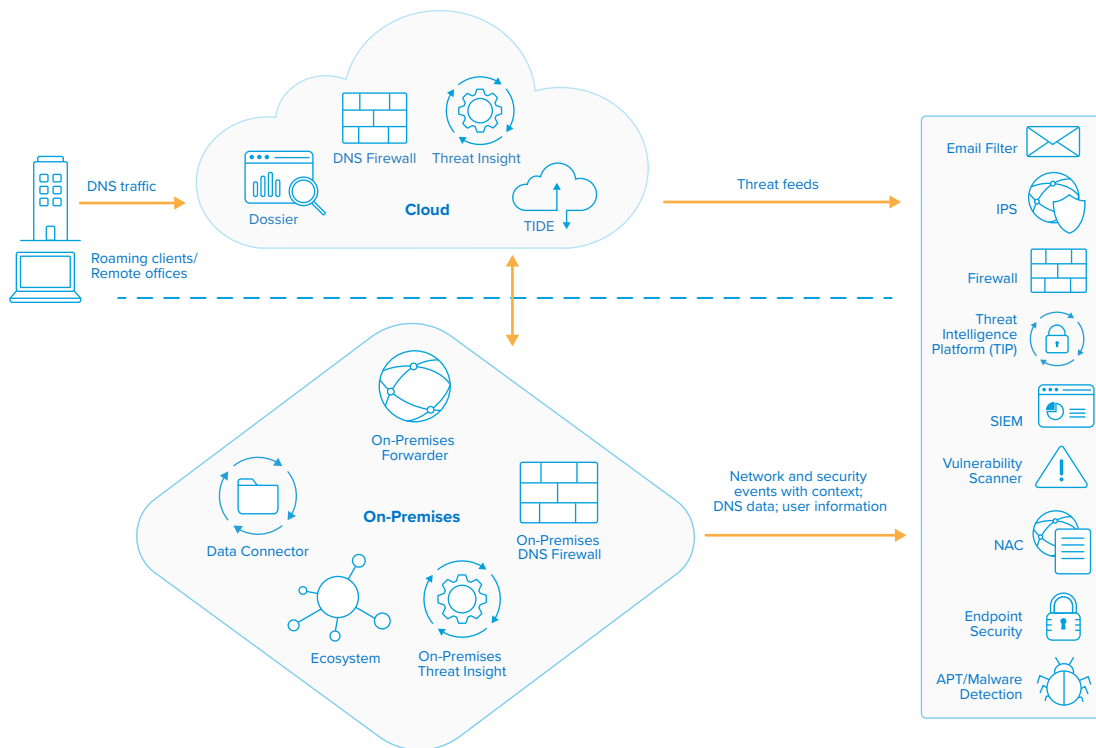 DNS traffic
Roaming clients/
Remote offices
DNS Firewall
Threat Insight
Dossier
Cloud
TIDE
Threat feeds
On-Premises
Forwarder
Data Connector
On-Premises
On-Premises
DNS Firewall
Ecosystem
On-Premises
Threat Insight
Network and security
events with context;
DNS data; user information
Email Filter
IPS
Firewall
Threat
Intelligence
Platform (TIP)
SIEM
Vulnerability
Scanner
NAC
Endpoint
Security
APT/Malware
Detection